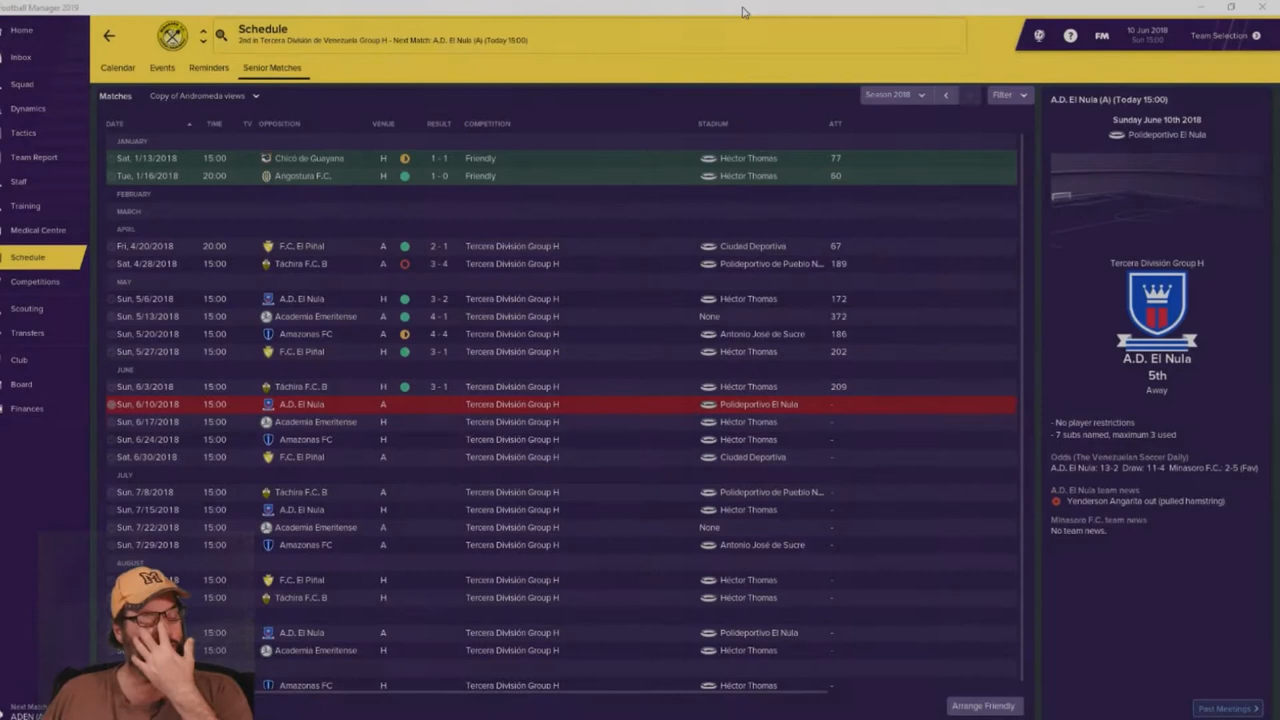 Football Manager 2019
Home
Inbox
Squad
Dynamics
Tactics
Team Report
Staff
Training
Medical Centre
Schedule
Competitions
Scouting
Transfers
Club
Board
Finances
Next Match
ADEN (A)
Schedule
2nd in Tercera División de Venezuela Group H - Next Match: A.D. El Nula (A) (Today 15:00)
? FM 10 Jun 2018 Sun 15:00 Team Selection
Calendar Events Reminders Senior Matches
Matches Copy of Andromeda views Season 2018 Filter
DATE TIME TV OPPOSITION VENUE RESULT COMPETITION STADIUM ATT
JANUARY
Sat, 1/13/2018 15:00 Chicó de Guayana H 1 - 1 Friendly Héctor Thomas 77
Tue, 1/16/2018 20:00 Angostura F.C. H 1 - 0 Friendly Héctor Thomas 60
FEBRUARY
MARCH
APRIL
Fri, 4/20/2018 20:00 F.C. El Piñal A 2 - 1 Tercera División Group H Ciudad Deportiva 67
Sat, 4/28/2018 15:00 Táchira F.C. B A 3 - 4 Tercera División Group H Polideportivo de Pueblo N... 189
MAY
Sun, 5/6/2018 15:00 A.D. El Nula H 3 - 2 Tercera División Group H Héctor Thomas 172
Sun, 5/13/2018 15:00 Academia Emeritense A 4 - 1 Tercera División Group H None 372
Sun, 5/20/2018 15:00 Amazonas FC A 4 - 4 Tercera División Group H Antonio José de Sucre 186
Sun, 5/27/2018 15:00 F.C. El Piñal H 3 - 1 Tercera División Group H Héctor Thomas 202
JUNE
Sun, 6/3/2018 15:00 Táchira F.C. B H 3 - 1 Tercera División Group H Héctor Thomas 209
Sun, 6/10/2018 15:00 A.D. El Nula A Tercera División Group H Polideportivo El Nula -
Sun, 6/17/2018 15:00 Academia Emeritense H Tercera División Group H Héctor Thomas -
Sun, 6/24/2018 15:00 Amazonas FC H Tercera División Group H Héctor Thomas -
Sat, 6/30/2018 15:00 F.C. El Piñal A Tercera División Group H Ciudad Deportiva -
JULY
Sun, 7/8/2018 15:00 Táchira F.C. B A Tercera División Group H Polideportivo de Pueblo N... -
Sun, 7/15/2018 15:00 A.D. El Nula H Tercera División Group H Héctor Thomas -
Sun, 7/22/2018 15:00 Academia Emeritense A Tercera División Group H None -
Sun, 7/29/2018 15:00 Amazonas FC A Tercera División Group H Antonio José de Sucre -
AUGUST
15:00 F.C. El Piñal H Tercera División Group H Héctor Thomas -
15:00 Táchira F.C. B H Tercera División Group H Héctor Thomas -
15:00 A.D. El Nula A Tercera División Group H Polideportivo El Nula -
15:00 Academia Emeritense H Tercera División Group H Héctor Thomas -
15:00 Amazonas FC H Tercera División Group H Héctor Thomas -
Arrange Friendly
M
A.D. El Nula (A) (Today 15:00)
Sunday June 10th 2018
Polideportivo El Nula
Tercera División Group H
A.D. El Nula
5th
Away
- No player restrictions
- 7 subs named, maximum 3 used
Odds (The Venezuelan Soccer Daily)
A.D. El Nula: 13-2 Draw: 11-4 Minasoro F.C.: 2-5 (Fav)
A.D. El Nula team news
Yenderson Angarita out (pulled hamstring)
Minasoro F.C. team news
No team news.
Past Meetings